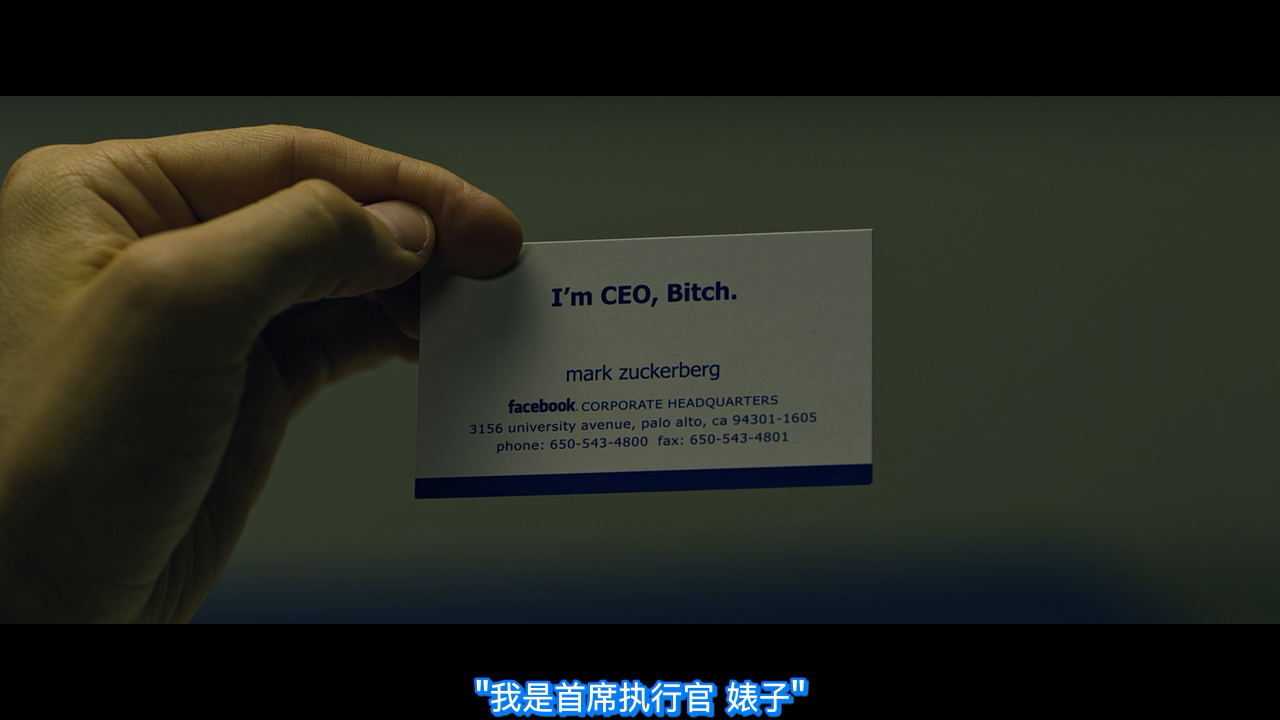 I'm CEO, Bitch.
mark zuckerberg
facebook. CORPORATE HEADQUARTERS
3156 university avenue, palo alto, ca 94301-1605
phone: 650-543-4800 fax: 650-543-4801
"我是首席执行官 婊子"